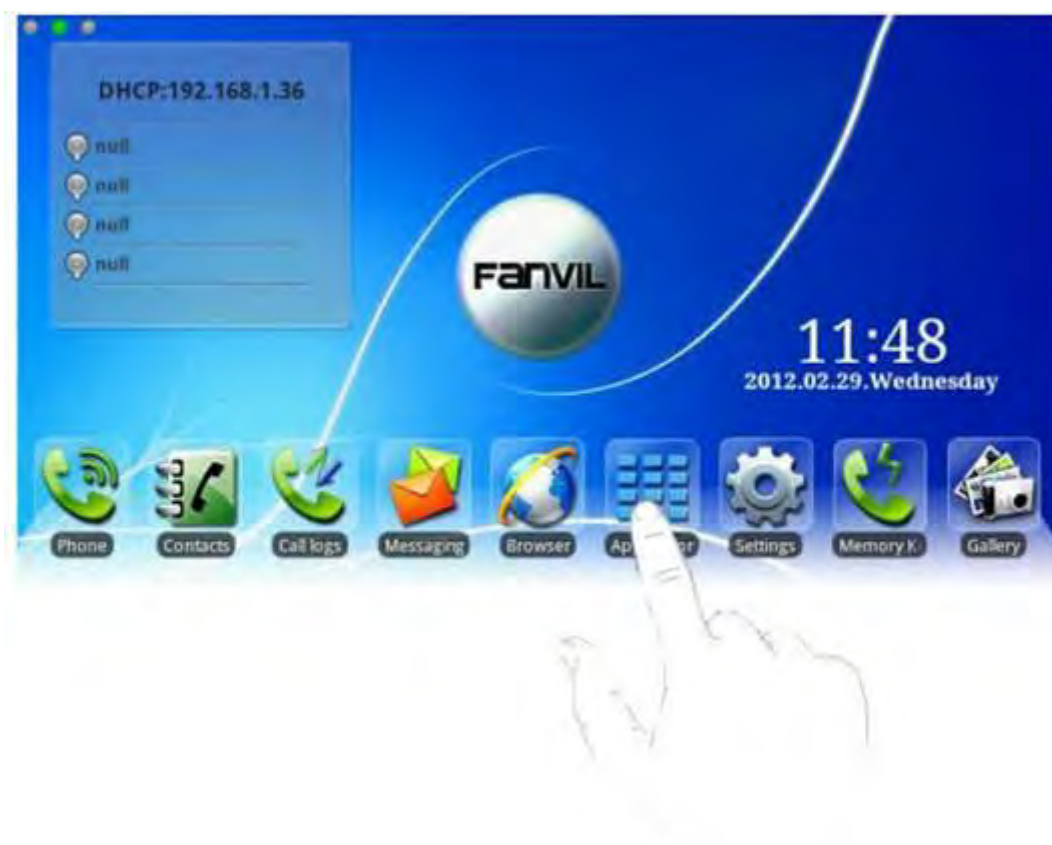 DHCP:192.168.1.36
null
null
null
null
FANVIL
11:48
2012.02.29.Wednesday
Phone
Contacts
Call logs
Messaging
Browser
Settings
Memory K
Gallery